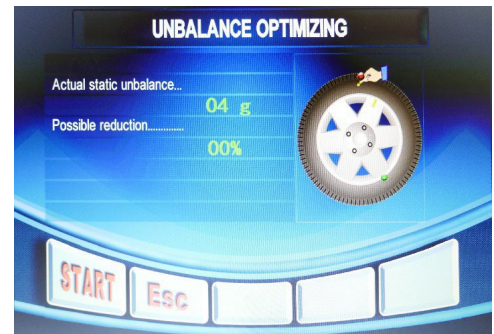 UNBALANCE OPTIMIZING
Actual static unbalance...
04 g
Possible reduction.............
00%
START
Esc